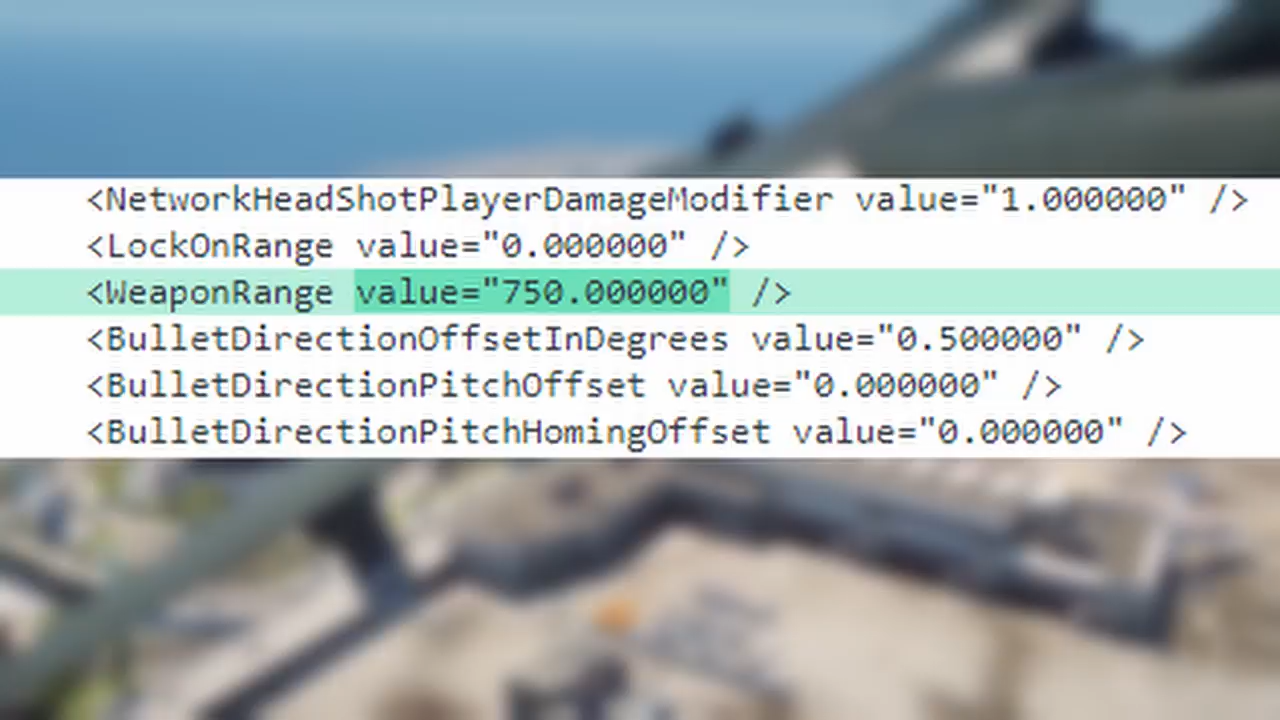 <NetworkHeadShotPlayerDamageModifier value="1.000000" />
<LockOnRange value="0.000000" />
<WeaponRange value="750.000000" />
<BulletDirectionOffsetInDegrees value="0.500000" />
<BulletDirectionPitchOffset value="0.000000" />
<BulletDirectionPitchHomingOffset value="0.000000" />